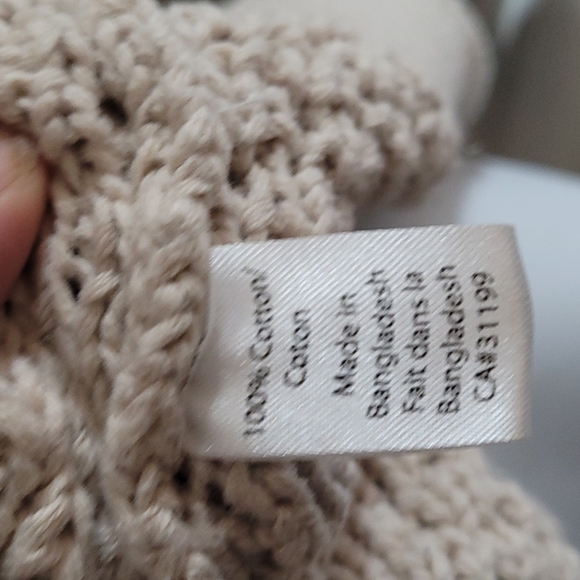 100% Cotton/
Coton
Made in
Bangladesh
Fait dans la
Bangladesh
CA#31199